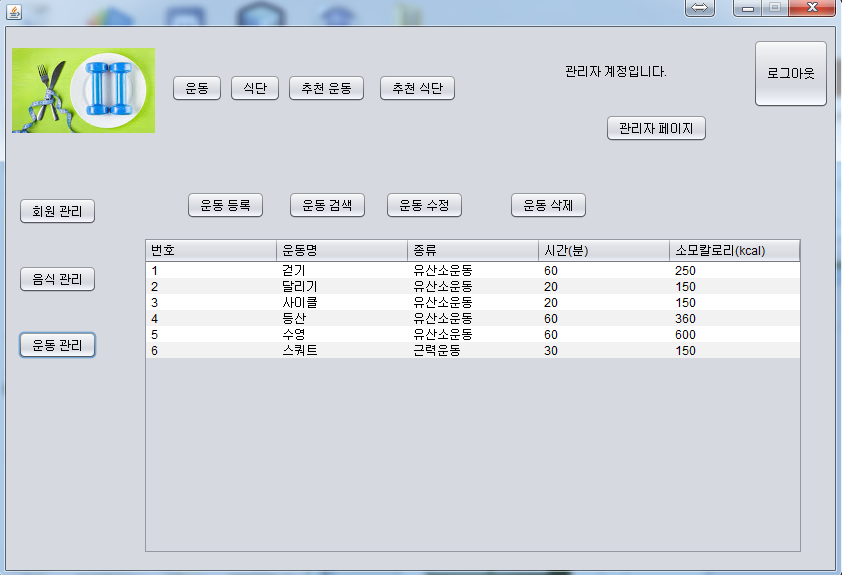 운동 식단 추천 운동 추천 식단
관리자 계정입니다.
로그아웃
관리자 페이지
회원 관리
음식 관리
운동 관리
운동 등록 운동 검색 운동 수정 운동 삭제
번호 운동명 종류 시간(분) 소모칼로리(kcal)
1 걷기 유산소운동 60 250
2 달리기 유산소운동 20 150
3 사이클 유산소운동 20 150
4 등산 유산소운동 60 360
5 수영 유산소운동 60 600
6 스쿼트 근력운동 30 150